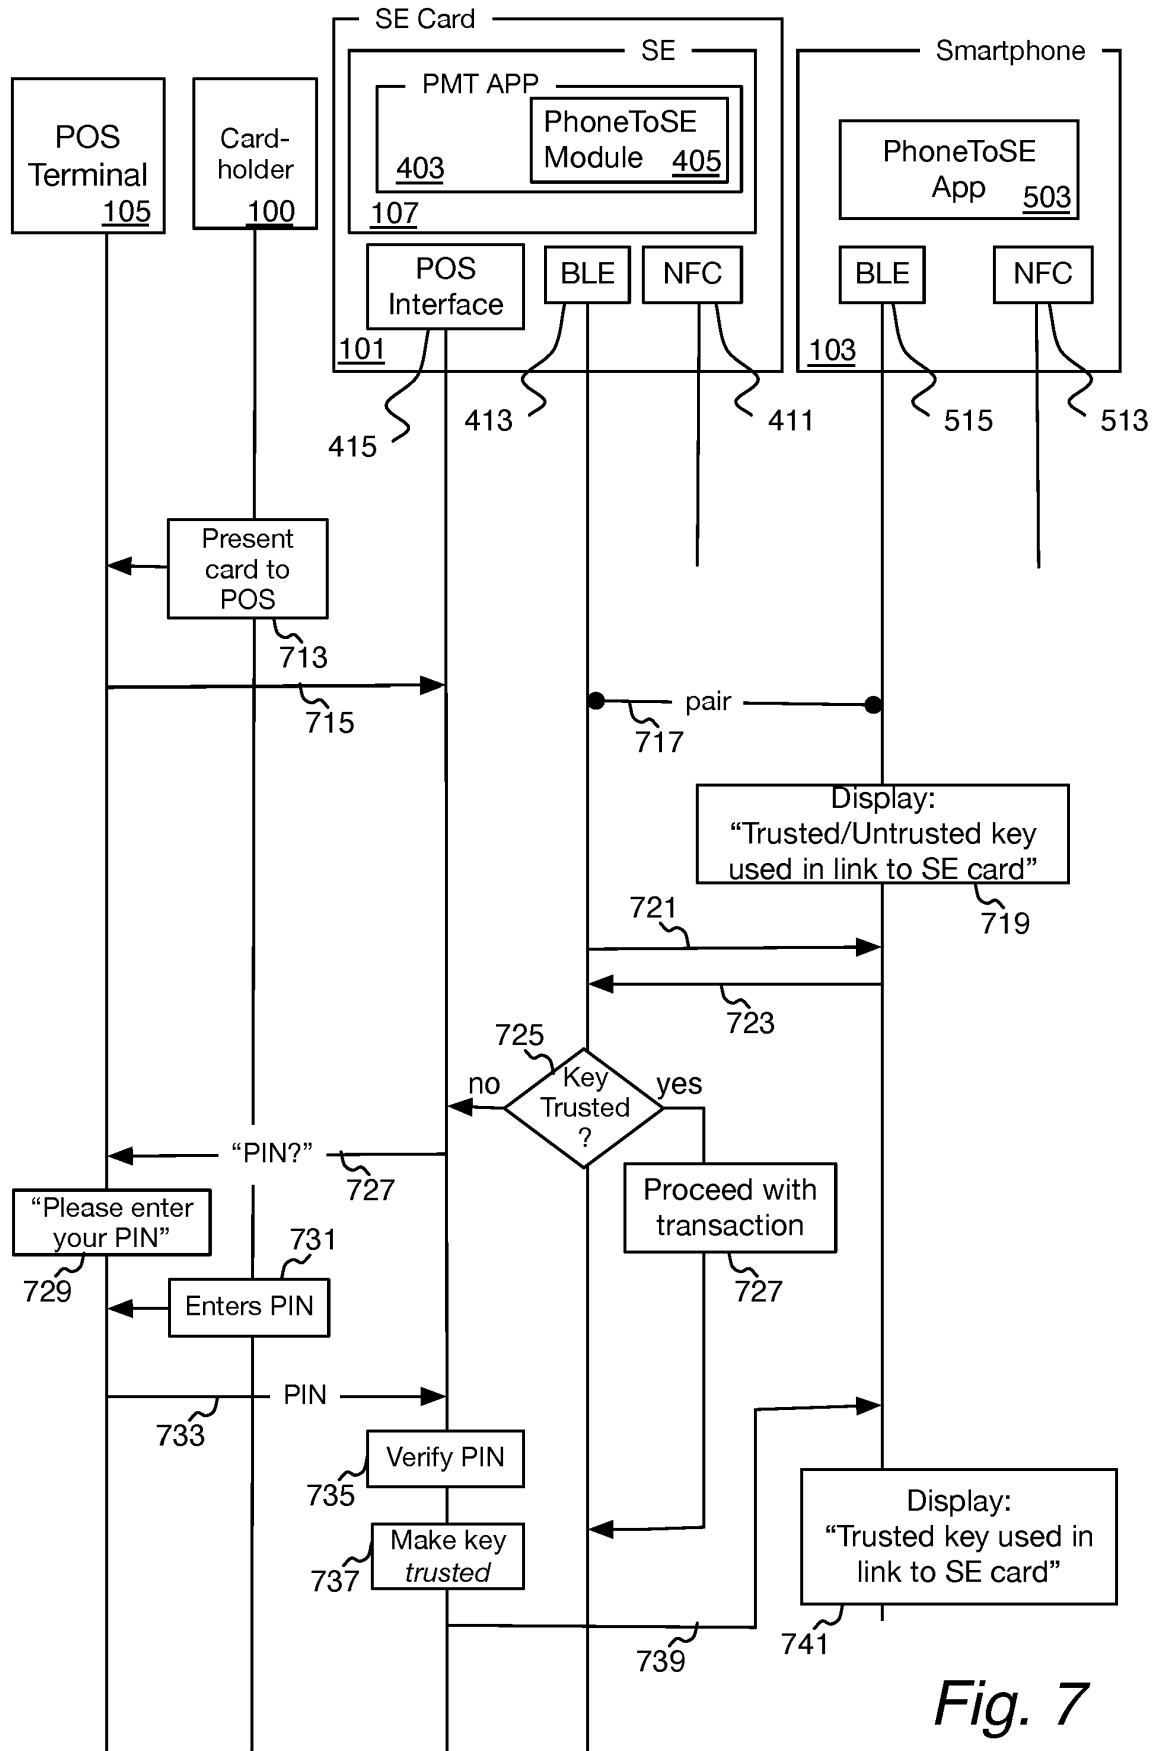 SE Card
SE
Smartphone
PMT APP
POS
Terminal
105
Card-
holder
100
PhoneToSE
Module
405
403
107
PhoneToSE
App
503
POS
Interface
BLE
NFC
BLE
NFC
101
103
415
413
411
515
513
Present
card to
POS
713
715
pair
717
Display:
“Trusted/Untrusted key
used in link to SE card”
719
721
723
725
Key
Trusted
?
no
yes
“PIN?”
727
Proceed with
transaction
727
“Please enter
your PIN”
729
731
Enters PIN
PIN
733
Verify PIN
735
Make key
trusted
737
739
Display:
“Trusted key used in
link to SE card”
741
Fig. 7